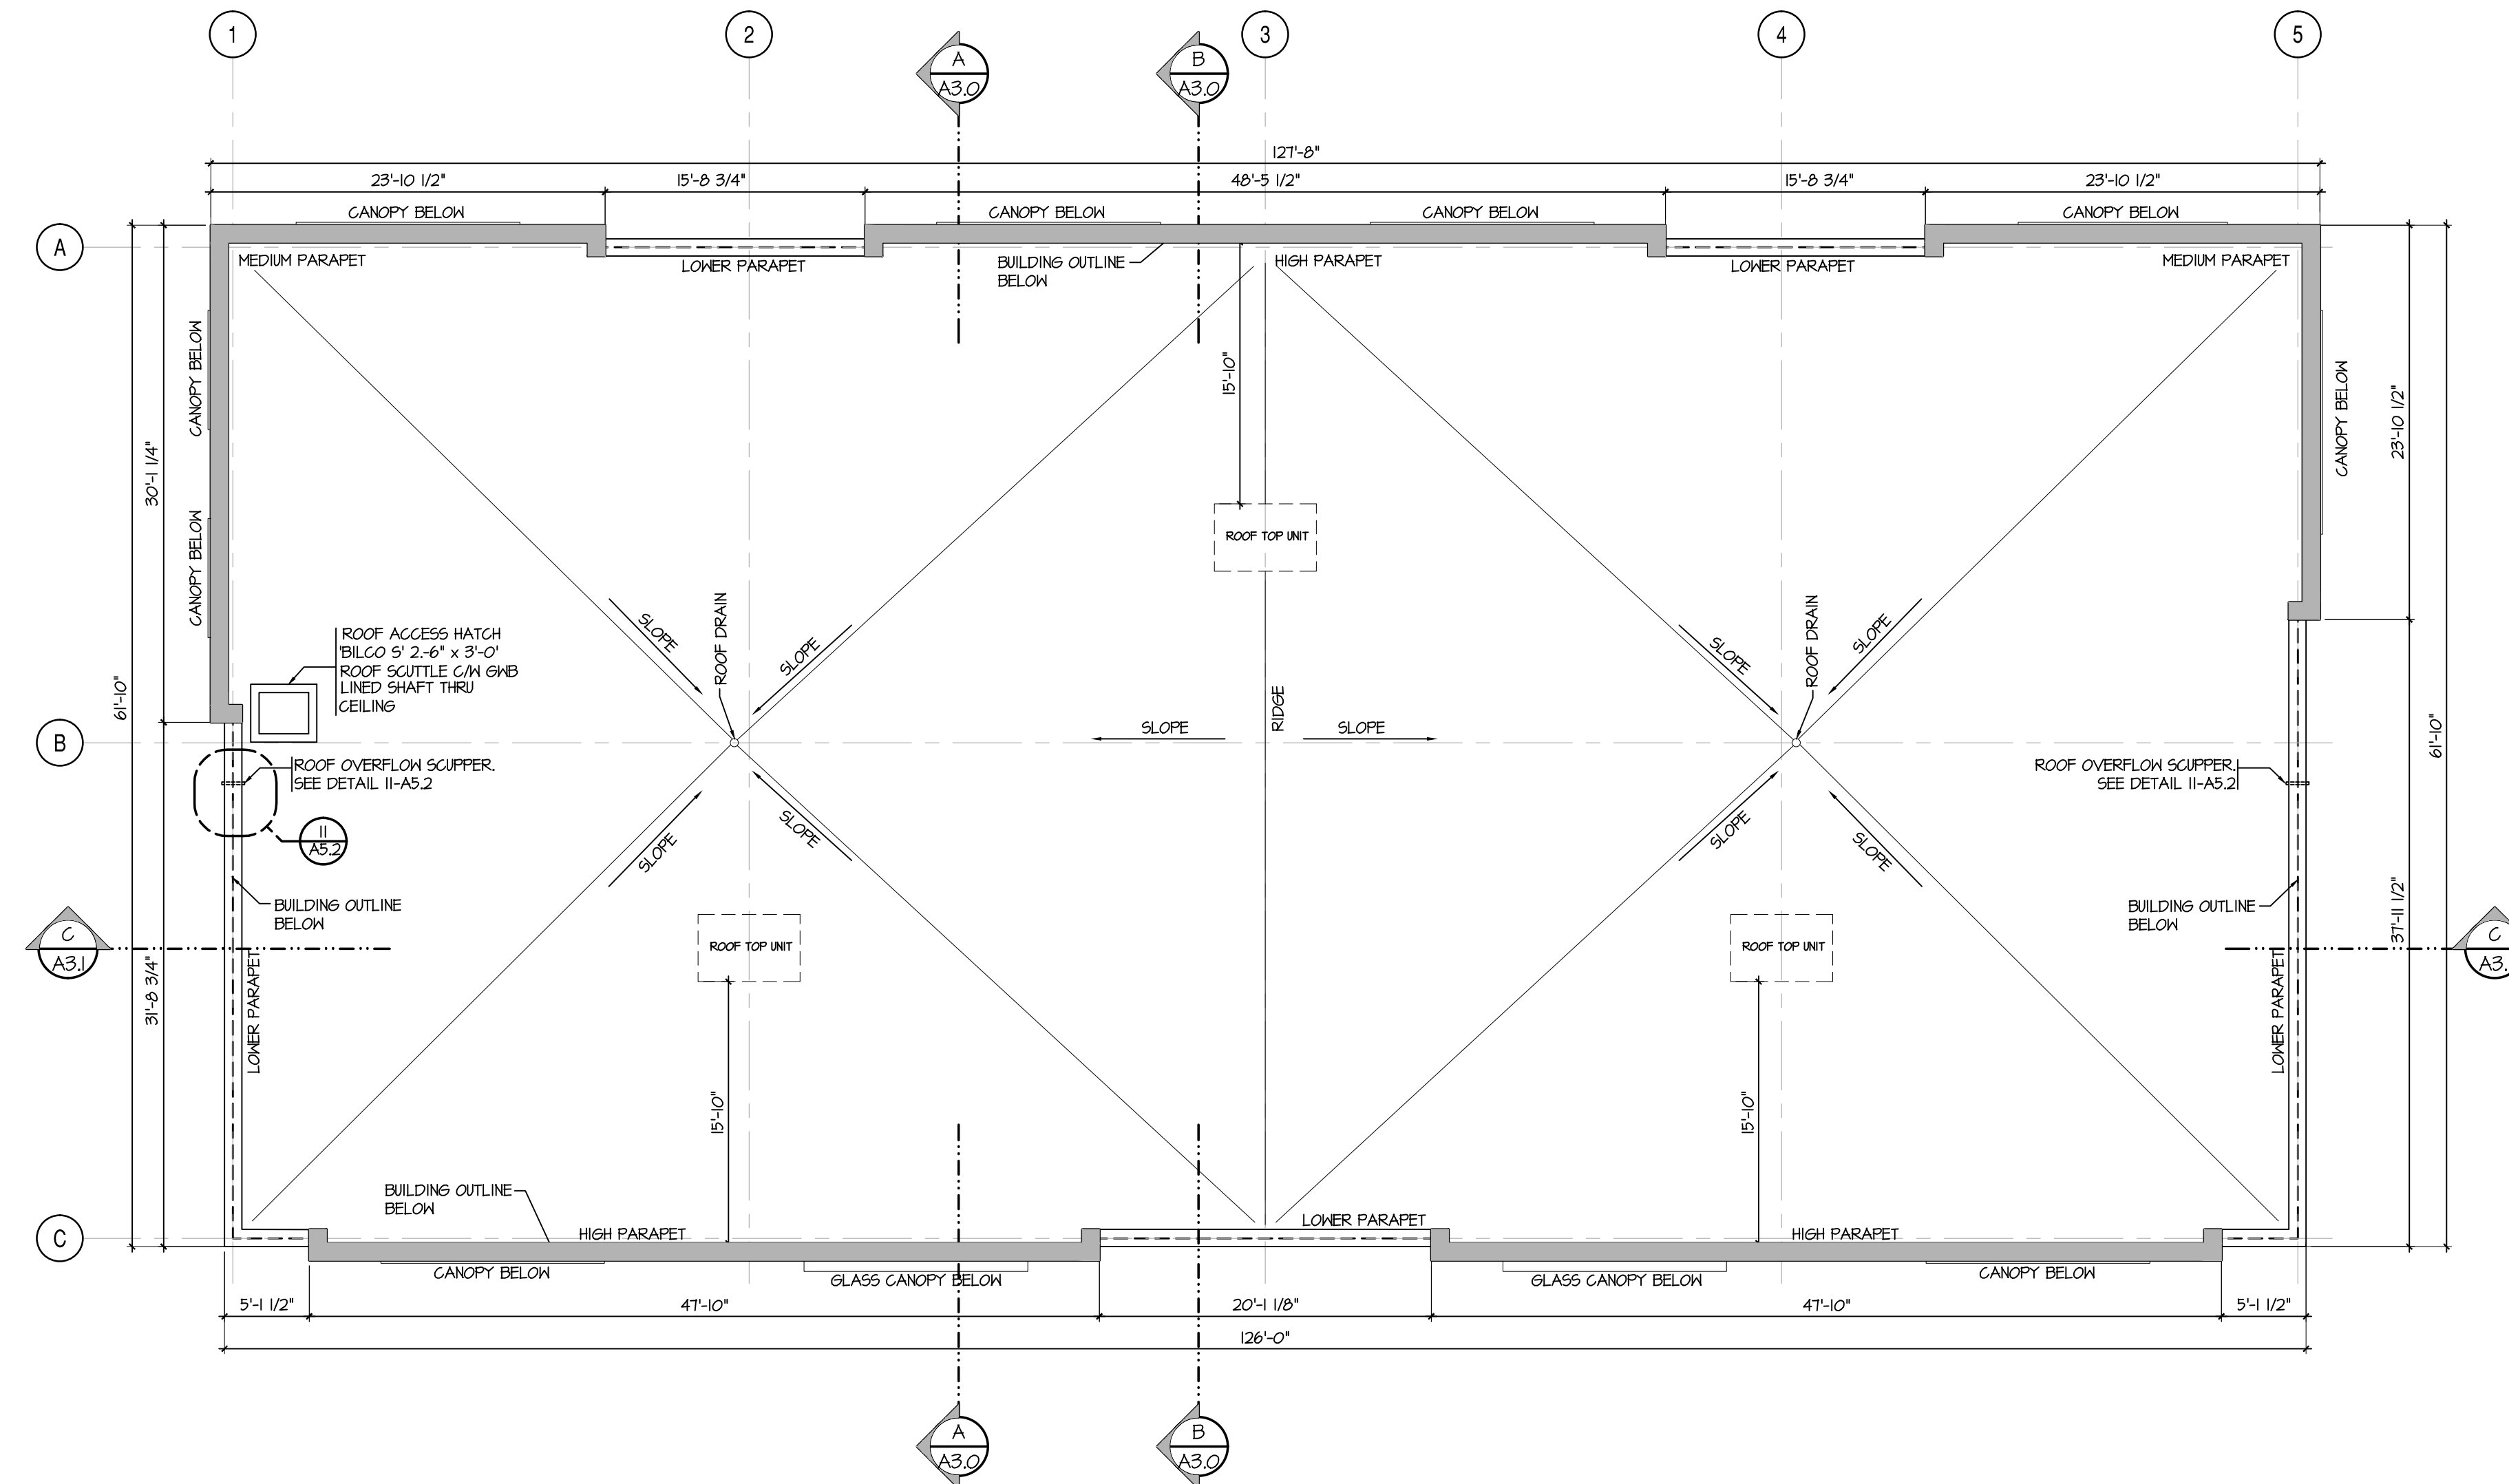 1
2
3
4
5
A
A3.0
B
A3.0
127'-8"
23'-10 1/2"
15'-8 3/4"
48'-5 1/2"
15'-8 3/4"
23'-10 1/2"
CANOPY BELOW
CANOPY BELOW
CANOPY BELOW
CANOPY BELOW
A
MEDIUM PARAPET
LOWER PARAPET
BUILDING OUTLINE
BELOW
HIGH PARAPET
LOWER PARAPET
MEDIUM PARAPET
CANOPY BELOW
15'-10"
CANOPY BELOW
23'-10 1/2"
30'-1 1/4"
CANOPY BELOW
ROOF TOP UNIT
61'-10"
ROOF ACCESS HATCH
'BILCO S' 2.-6" x 3'-0'
ROOF SCUTTLE C/W GWB
LINED SHAFT THRU
CEILING
SLOPE
ROOF DRAIN
SLOPE
SLOPE
ROOF DRAIN
SLOPE
RIDGE
SLOPE
SLOPE
B
61'-10"
ROOF OVERFLOW SCUPPER.
SEE DETAIL 11-A5.2
ROOF OVERFLOW SCUPPER.
SEE DETAIL 11-A5.2
11
A5.2
SLOPE
SLOPE
SLOPE
SLOPE
BUILDING OUTLINE
BELOW
BUILDING OUTLINE
BELOW
37'-11 1/2"
C
A3.1
ROOF TOP UNIT
ROOF TOP UNIT
C
A3.
31'-8 3/4"
LOWER PARAPET
LOWER PARAPET
15'-10"
15'-10"
BUILDING OUTLINE
BELOW
C
HIGH PARAPET
LOWER PARAPET
HIGH PARAPET
CANOPY BELOW
GLASS CANOPY BELOW
GLASS CANOPY BELOW
CANOPY BELOW
5'-1 1/2"
47'-10"
20'-1 1/8"
47'-10"
5'-1 1/2"
126'-0"
A
A3.0
B
A3.0